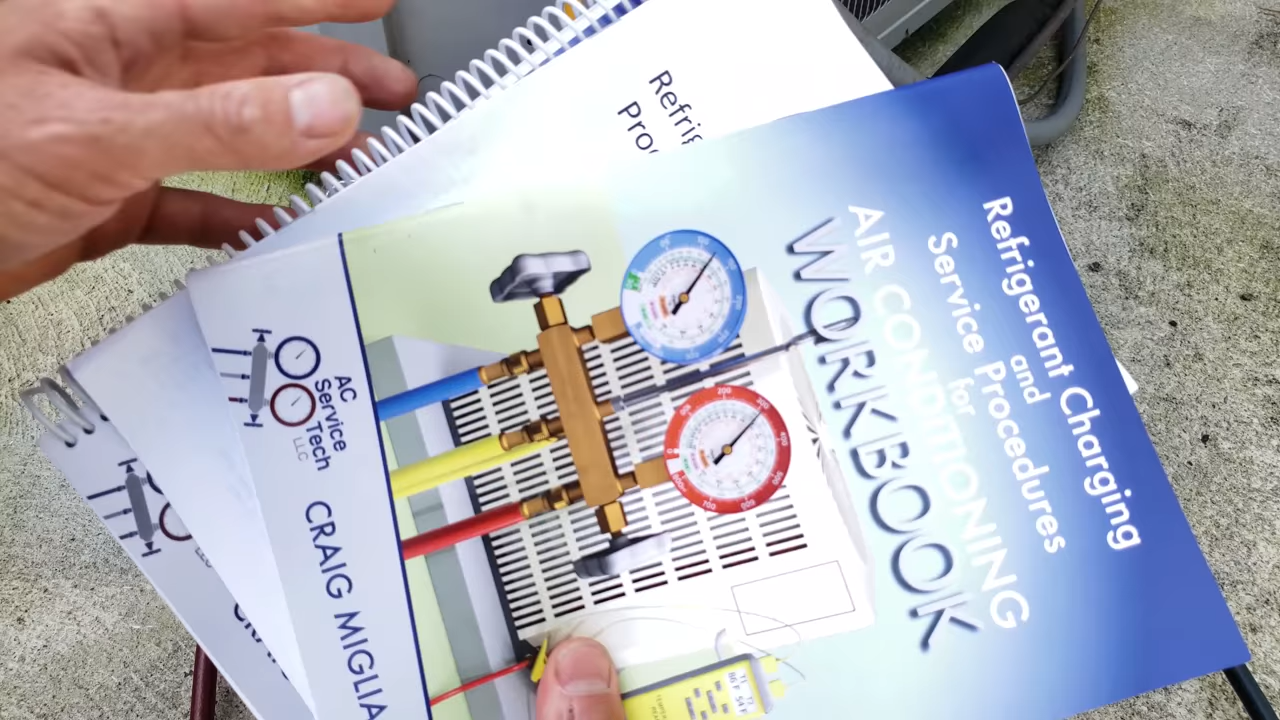 Refrigerant Charging
and
Service Procedures
for
AIR CONDITIONING
WORKBOOK
AC
Service
Tech
LLC
CRAIG MIGLIA
Refrig
Pro